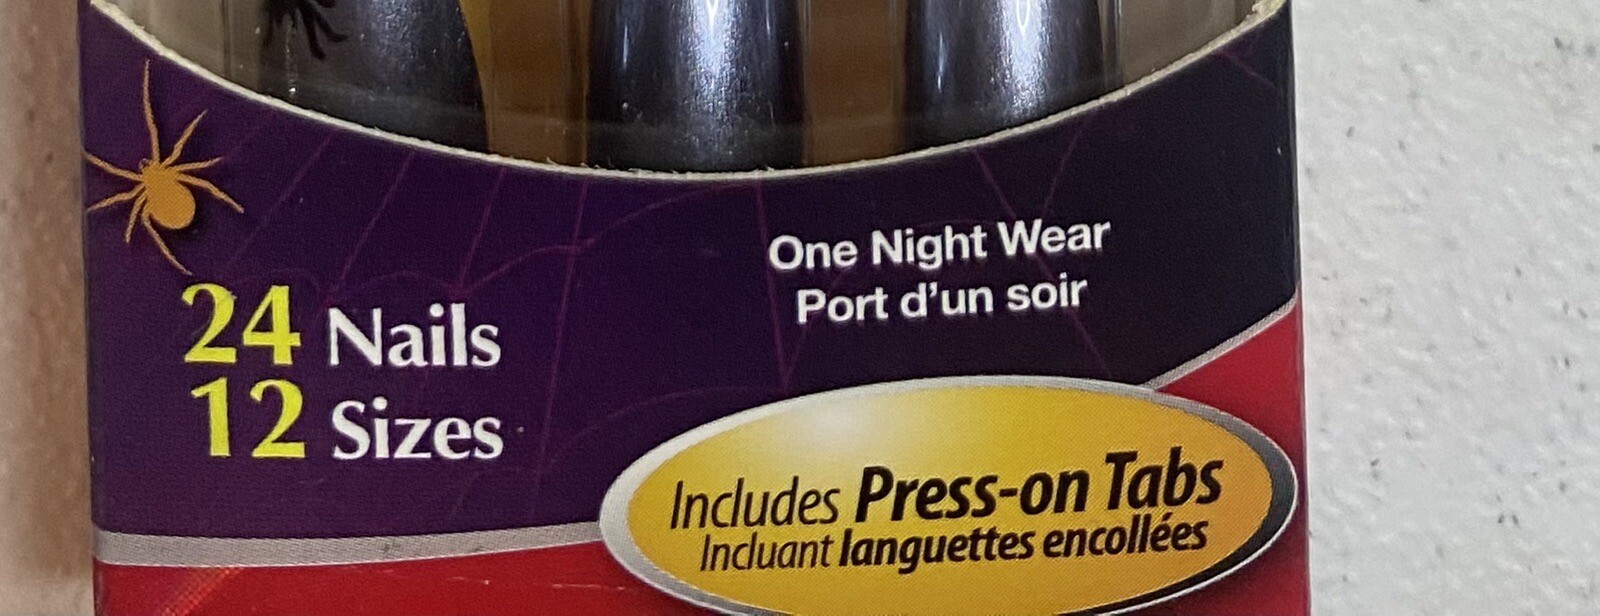 24 Nails
12 Sizes
One Night Wear
Port d'un soir
Includes Press-on Tabs
Incluant languettes encollées